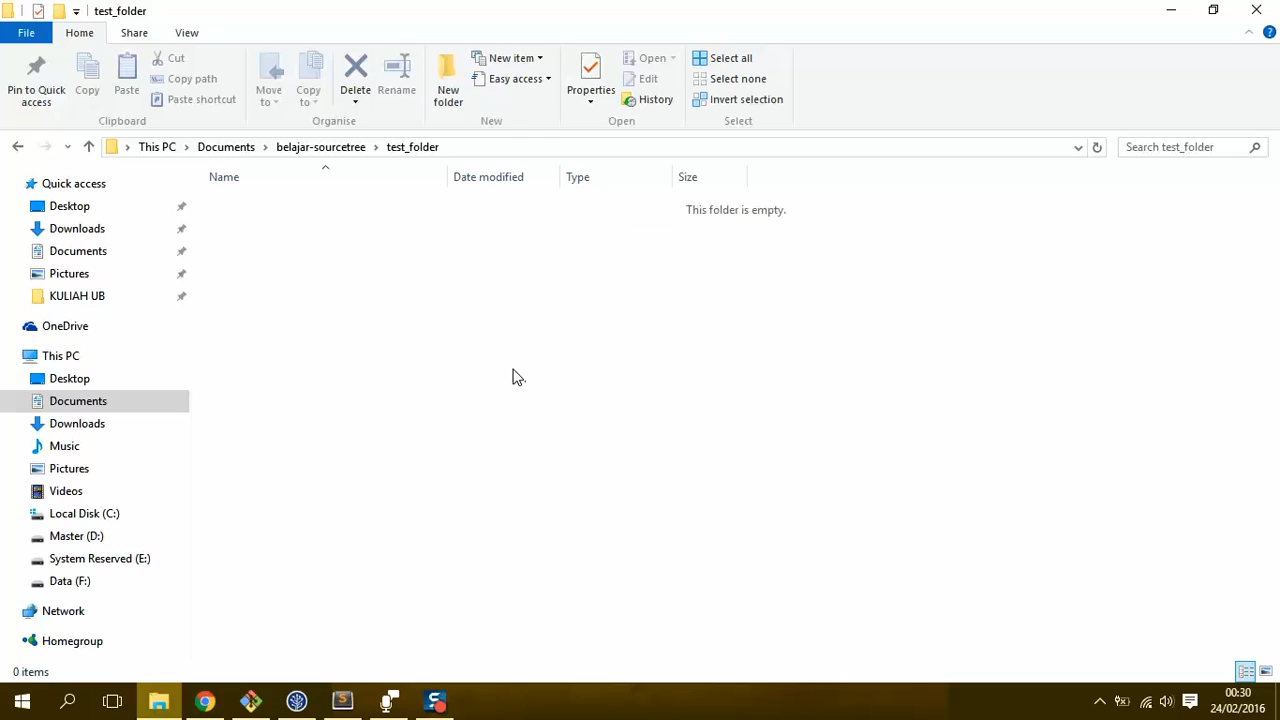 test_folder
File Home Share View
Pin to Quick access
Copy
Paste
Cut
Copy path
Paste shortcut
Clipboard
Move to
Copy to
Delete
Rename
Organise
New folder
New item
Easy access
New
Properties
Open
Edit
History
Open
Select all
Select none
Invert selection
Select
This PC Documents belajar-sourcetree test_folder
Search test_folder
Name Date modified Type Size
This folder is empty.
Quick access
Desktop
Downloads
Documents
Pictures
KULIAH UB
OneDrive
This PC
Desktop
Documents
Downloads
Music
Pictures
Videos
Local Disk (C:)
Master (D:)
System Reserved (E:)
Data (F:)
Network
Homegroup
0 items
00:30
24/02/2016